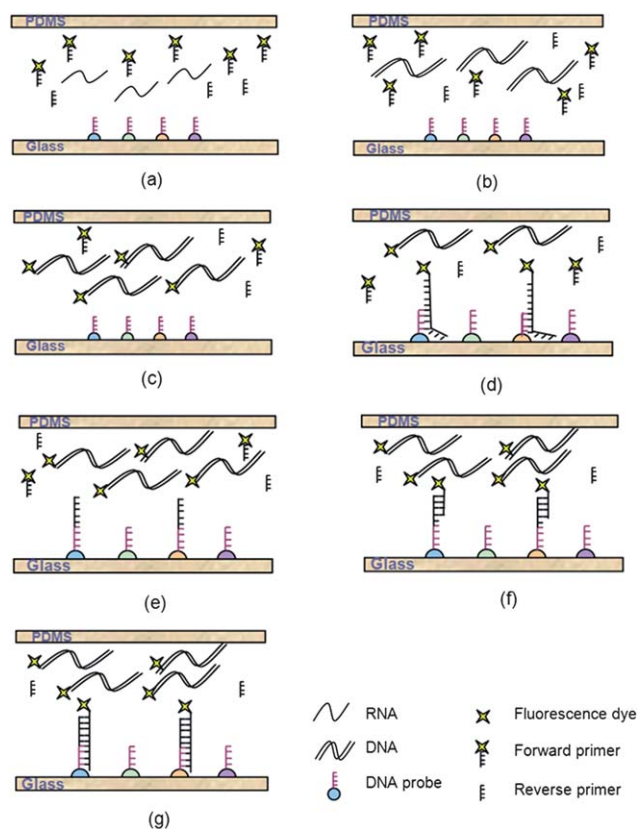 PDMS
PDMS
Glass
Glass
(a)
(b)
PDMS
PDMS
Glass
Glass
(c)
(d)
PDMS
PDMS
Glass
Glass
(e)
(f)
PDMS
Glass
(g)
RNA
DNA
DNA probe
Fluorescence dye
Forward primer
Reverse primer